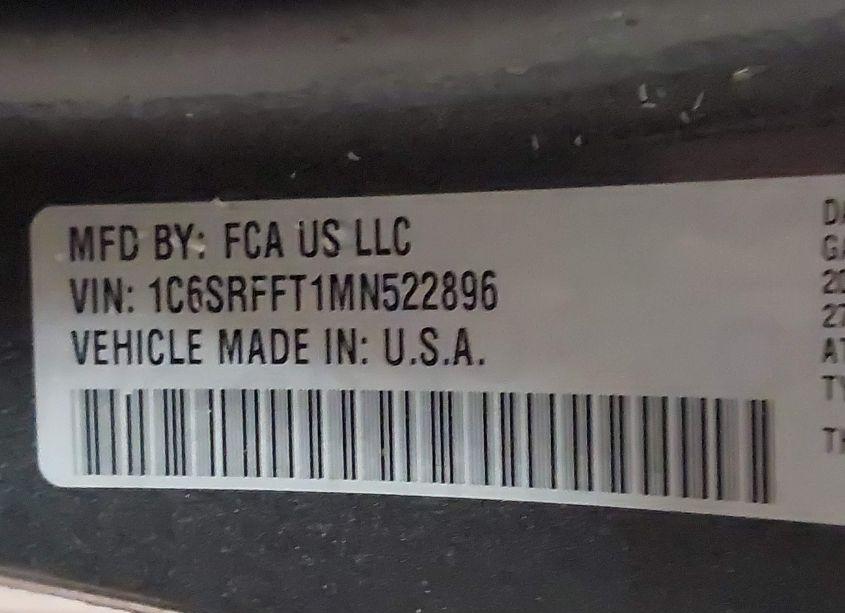 MFD BY: FCA US LLC
VIN: 1C6SRFFT1MN522896
VEHICLE MADE IN: U.S.A.